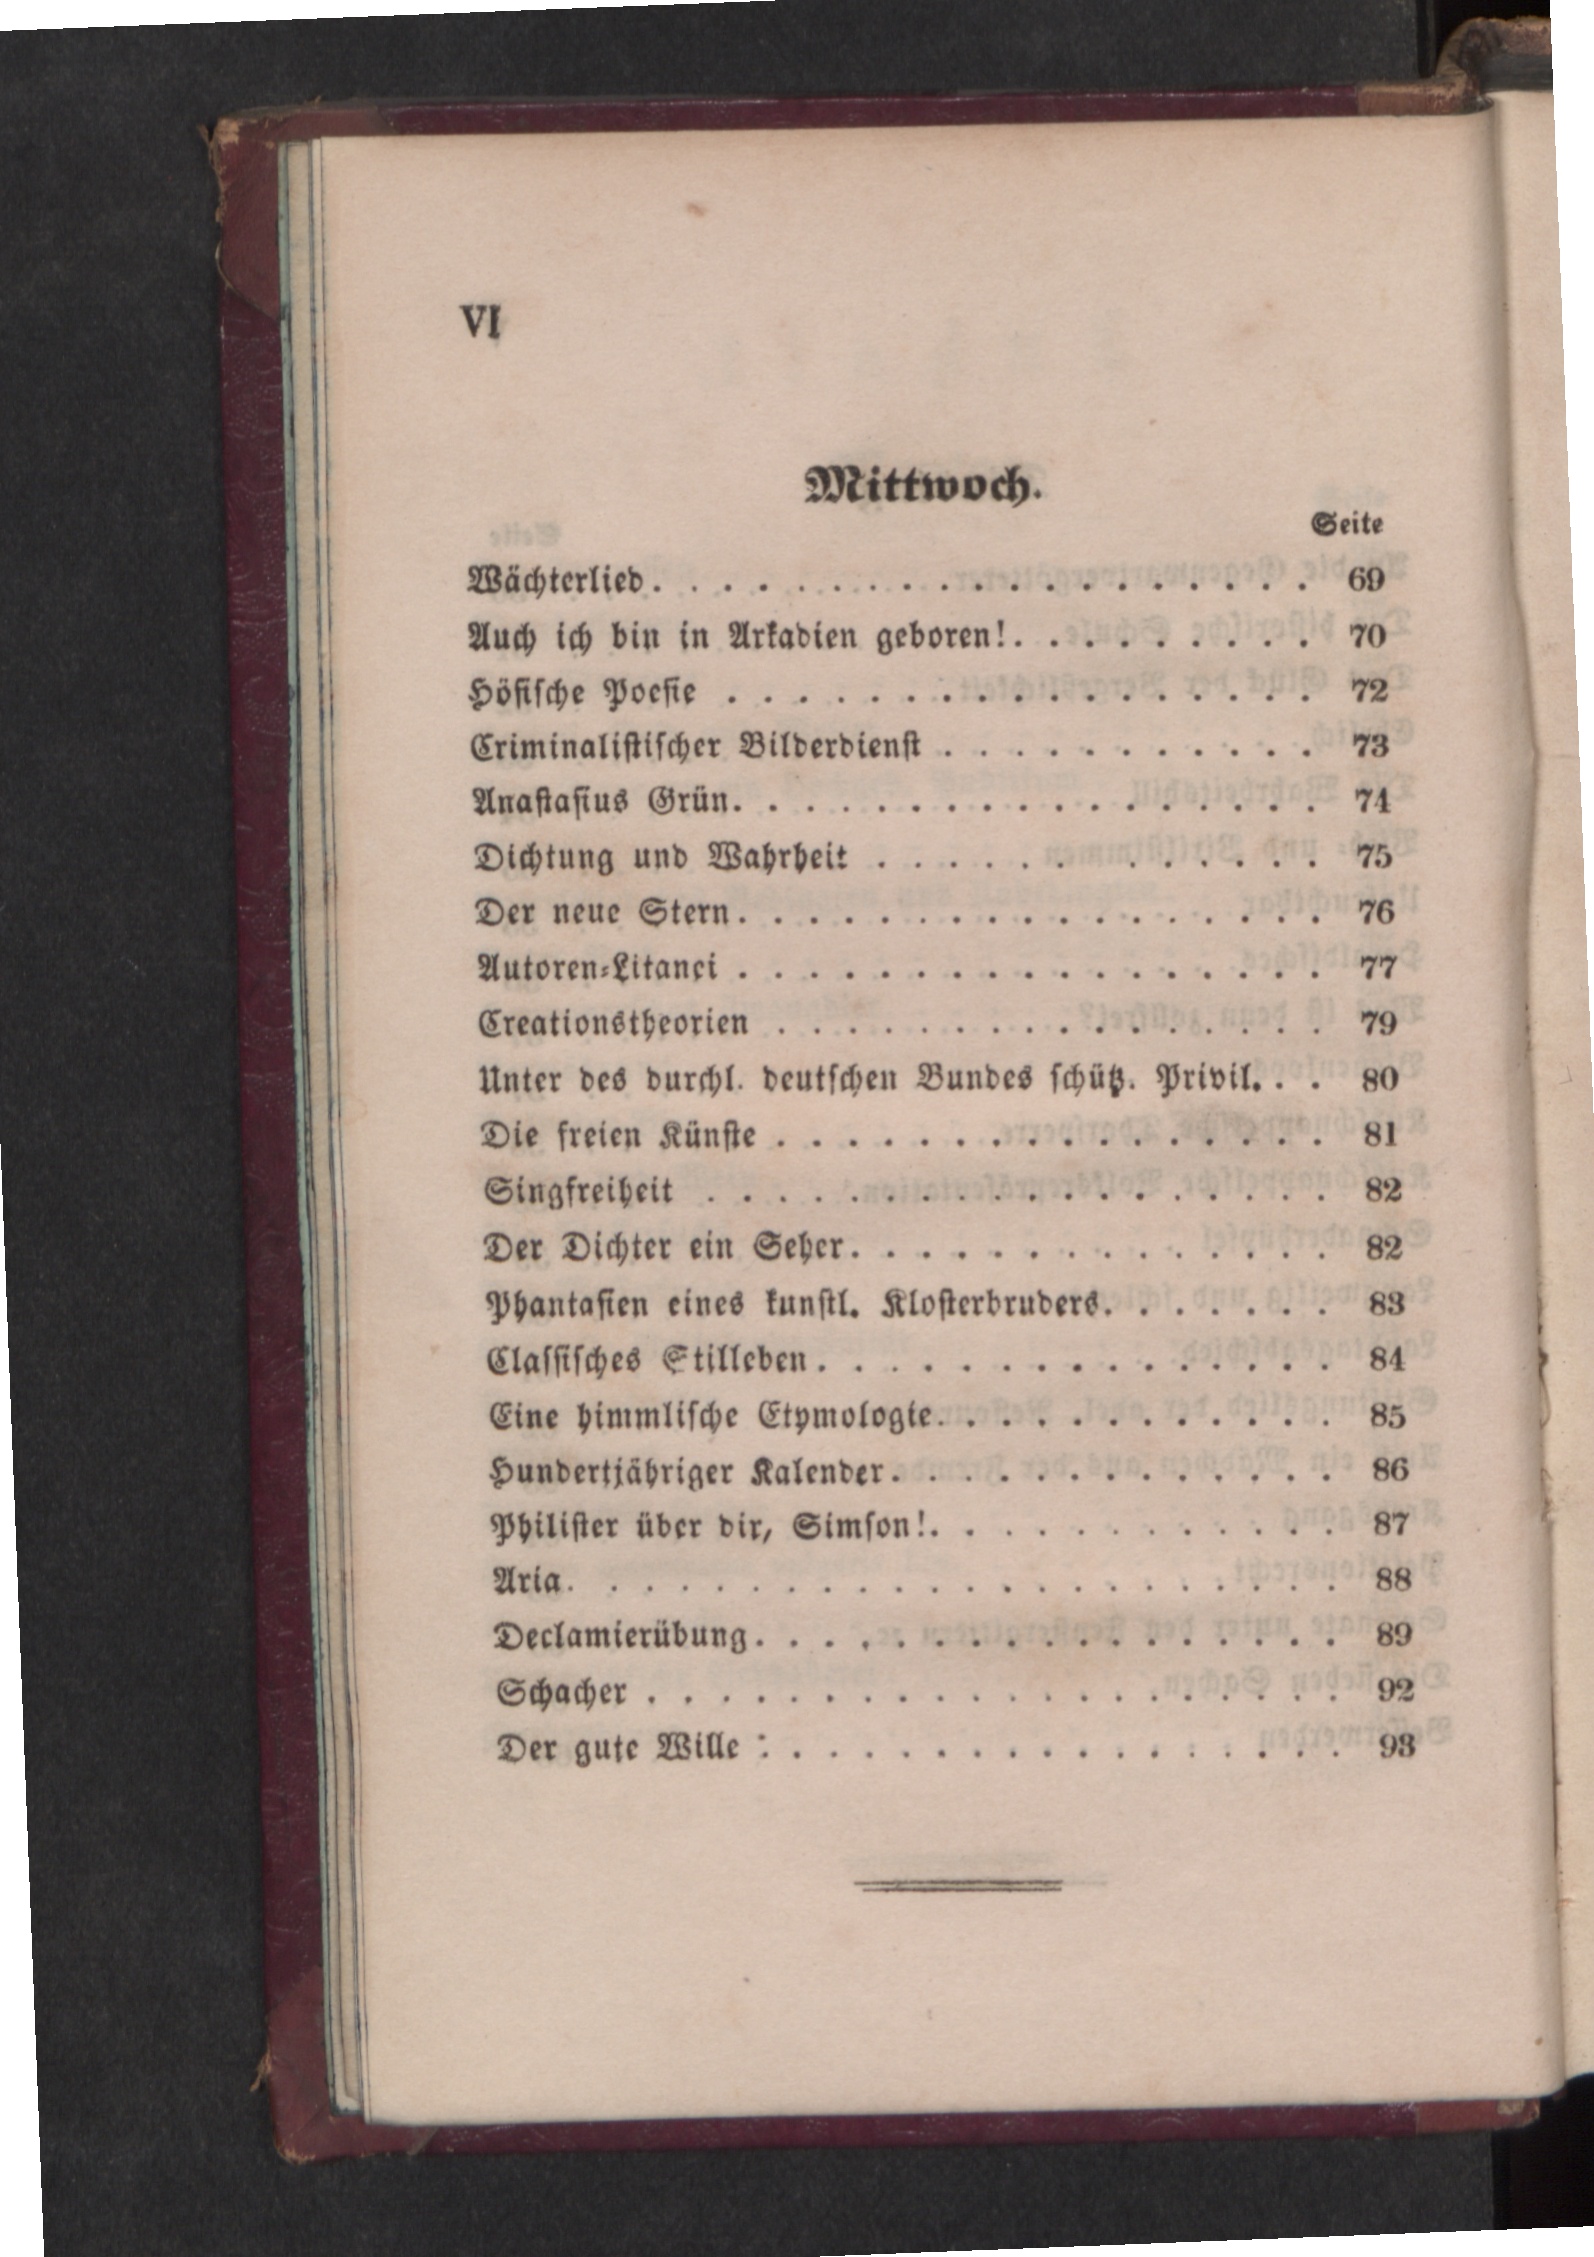 VI
Mittwoch.
Seite
Wächterlied. . . . . . . . . . . . . . . . . . . 69
Auch ich bin in Arkadien geboren!. . . . . . . . . 70
Höfische Poesie . . . . . . . . . . . . . . . . . 72
Criminalistischer Bilderdienst . . . . . . . . . . . 73
Anastasius Grün. . . . . . . . . . . . . . . . . 74
Dichtung und Wahrheit . . . . . . . . . . . . . 75
Der neue Stern. . . . . . . . . . . . . . . . . 76
Autoren-Litanei . . . . . . . . . . . . . . . . . 77
Creationstheorien . . . . . . . . . . . . . . . . 79
Unter des durchl. deutschen Bundes schütz. Privil. . . 80
Die freien Künste . . . . . . . . . . . . . . . . 81
Singfreiheit . . . . . . . . . . . . . . . . . . 82
Der Dichter ein Seher. . . . . . . . . . . . . . 82
Phantasien eines kunstl. Klosterbruders. . . . . . . 83
Classisches Stilleben. . . . . . . . . . . . . . . 84
Eine himmlische Etymologie. . . . . . . . . . . . 85
Hundertjähriger Kalender. . . . . . . . . . . . . 86
Philister über dir, Simson!. . . . . . . . . . . . 87
Aria. . . . . . . . . . . . . . . . . . . . . . 88
Declamierübung. . . . . . . . . . . . . . . . . 89
Schacher . . . . . . . . . . . . . . . . . . . . 92
Der gute Wille : . . . . . . . . . . . . . . . . 93